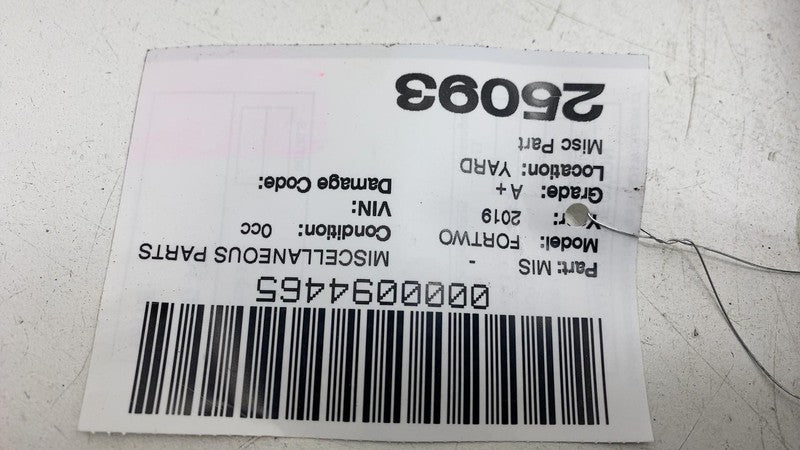 0000094465
Part: MIS - MISCELLANEOUS PARTS
Model: FORTWO Condition: 0cc
Y r: 2019 VIN:
Grade: A+ Damage Code:
Location: YARD
Misc Part
25093